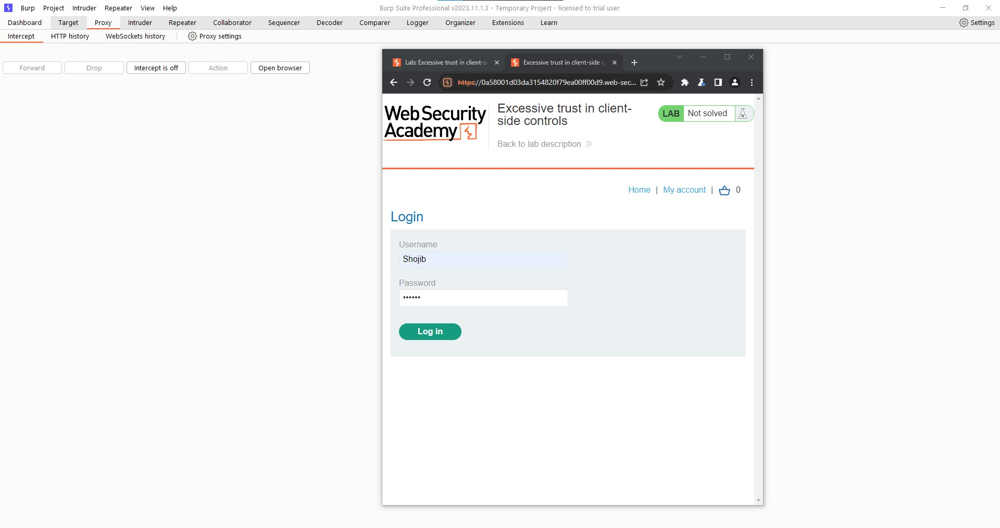 Burp Project Intruder Repeater View Help
Burp Suite Professional v2023.11.1.3 - Temporary Project - licensed to trial user
Dashboard Target Proxy Intruder Repeater Collaborator Sequencer Decoder Comparer Logger Organizer Extensions Learn Settings
Intercept HTTP history WebSockets history Proxy settings
Forward Drop Intercept is off Action Open browser
Lab: Excessive trust in client-s Excessive trust in client-side c
https://0a58001d03da3154820f79ea00ff00d9.web-sec...
Web Security
Academy
Excessive trust in client-
side controls
Back to lab description
LAB Not solved
Home | My account | 0
Login
Username
Shojib
Password
••••••
Log in